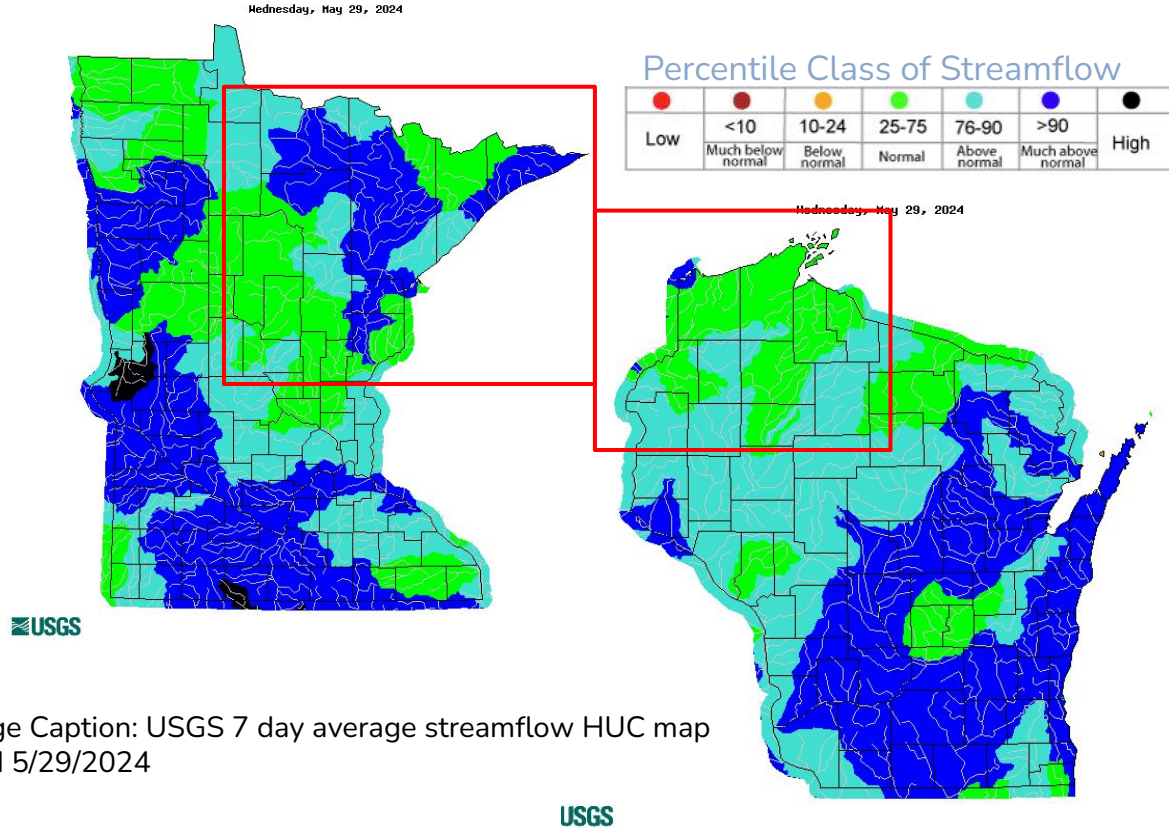 Wednesday, May 29, 2024
Percentile Class of Streamflow
Low <10 10-24 25-75 76-90 >90 High
Much below normal Below normal Normal Above normal Much above normal
Wednesday, May 29, 2024
USGS
ge Caption: USGS 7 day average streamflow HUC map
5/29/2024
USGS